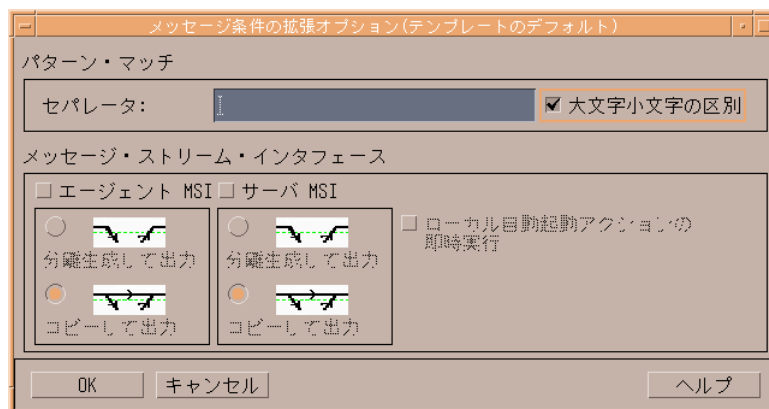 メッセージ条件の拡張オプション(テンプレートのデフォルト)
パターン・マッチ
セパレータ:
大文字小文字の区別
メッセージ・ストリーム・インタフェース
エージェント MSI
サーバ MSI
分離生成して出力
分離生成して出力
ローカル自動起動アクションの
即時実行
コピーして出力
コピーして出力
OK
キャンセル
ヘルプ